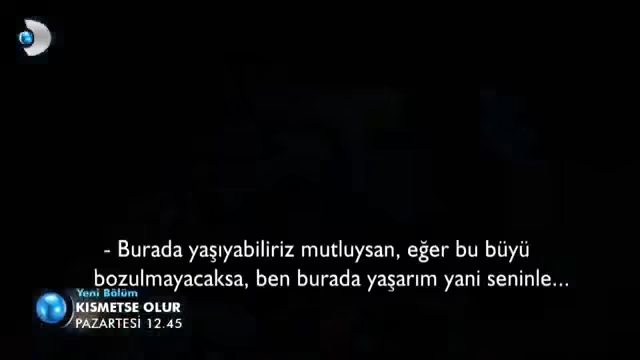 - Burada yaşıyabiliriz mutluysan, eğer bu büyü
bozulmayacaksa, ben burada yaşarım yani seninle...
Yeni Bölüm
KISMETSE OLUR
PAZARTESİ 12.45